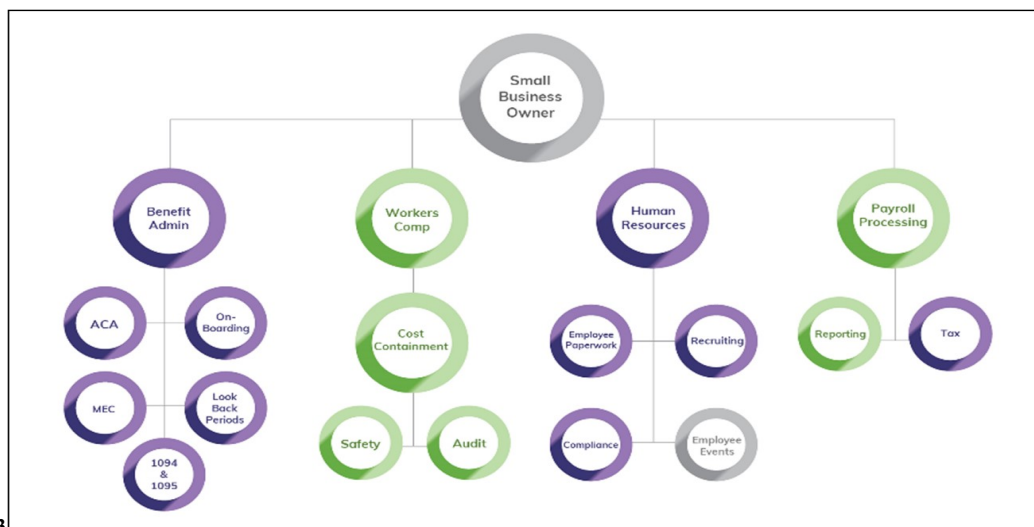 Small
Business
Owner
Benefit
Admin
Workers
Comp
Human
Resources
Payroll
Processing
ACA
On-
Boarding
Cost
Containment
Employee
Paperwork
Recruiting
Reporting
Tax
MEC
Look
Back
Periods
Safety
Audit
Compliance
Employee
Events
1094
&
1095